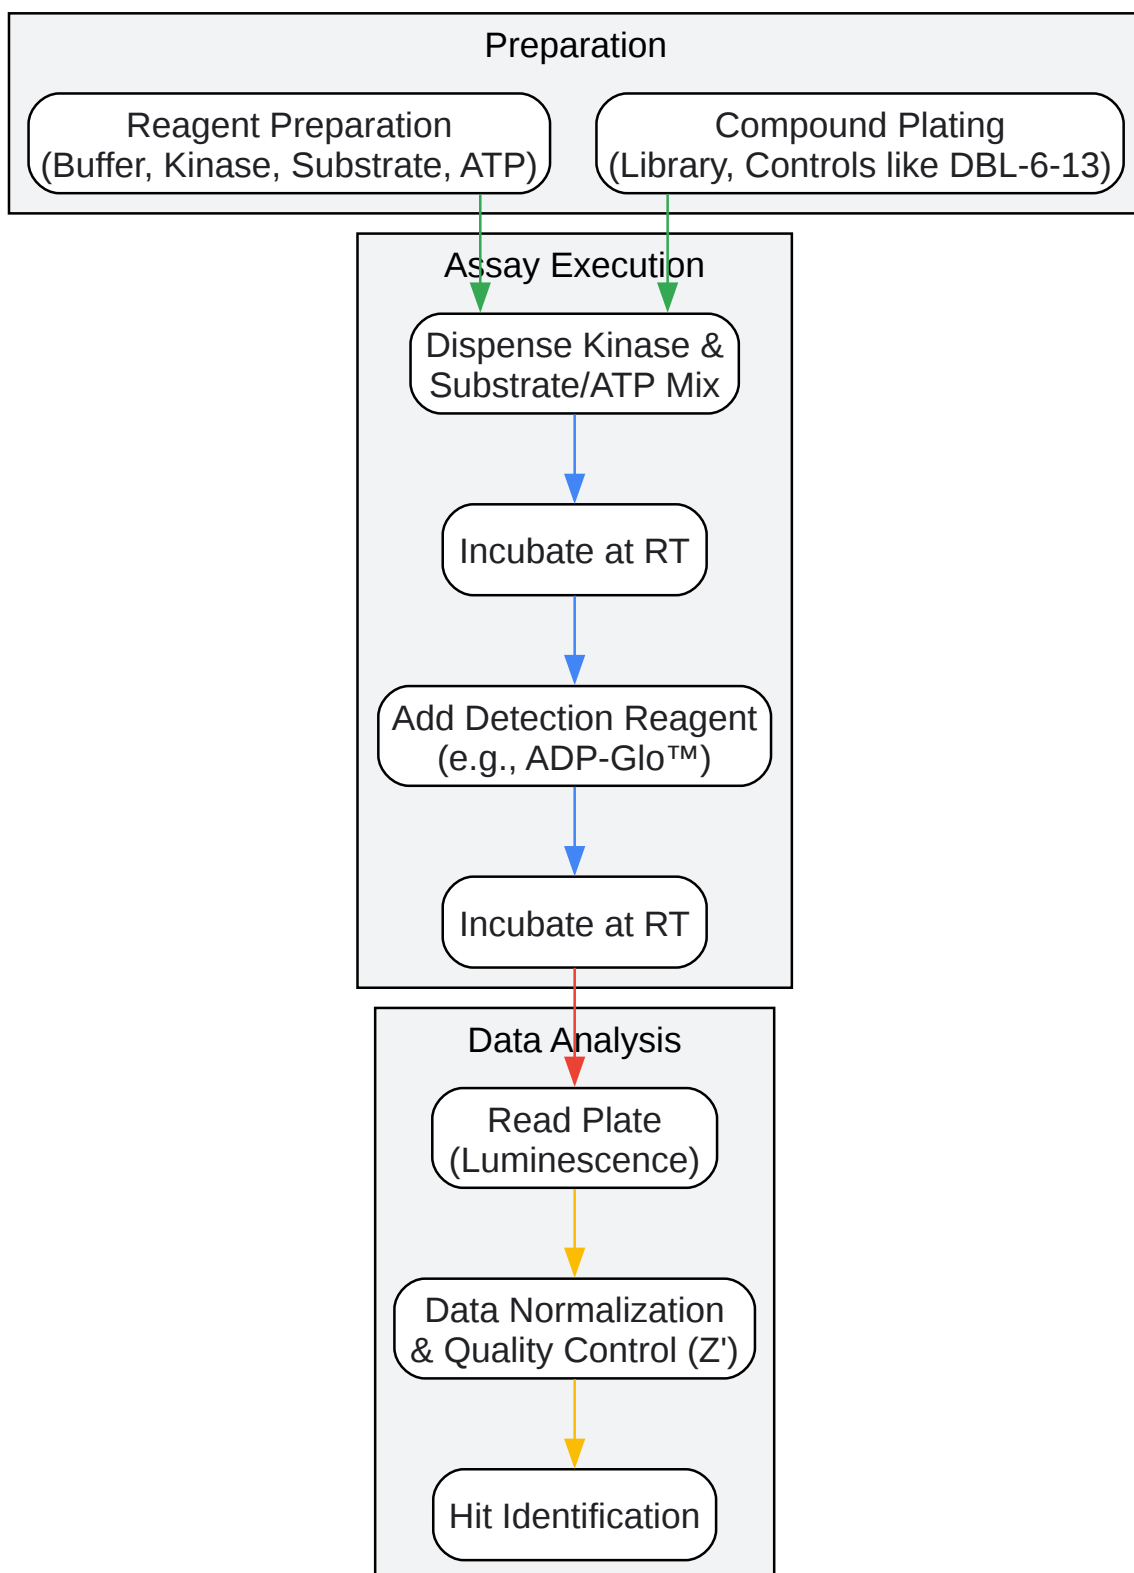 Preparation
Reagent Preparation
(Buffer, Kinase, Substrate, ATP)
Compound Plating
(Library, Controls like DBL-6-13)
Assay Execution
Dispense Kinase &
Substrate/ATP Mix
Incubate at RT
Add Detection Reagent
(e.g., ADP-Glo™)
Incubate at RT
Data Analysis
Read Plate
(Luminescence)
Data Normalization
& Quality Control (Z')
Hit Identification